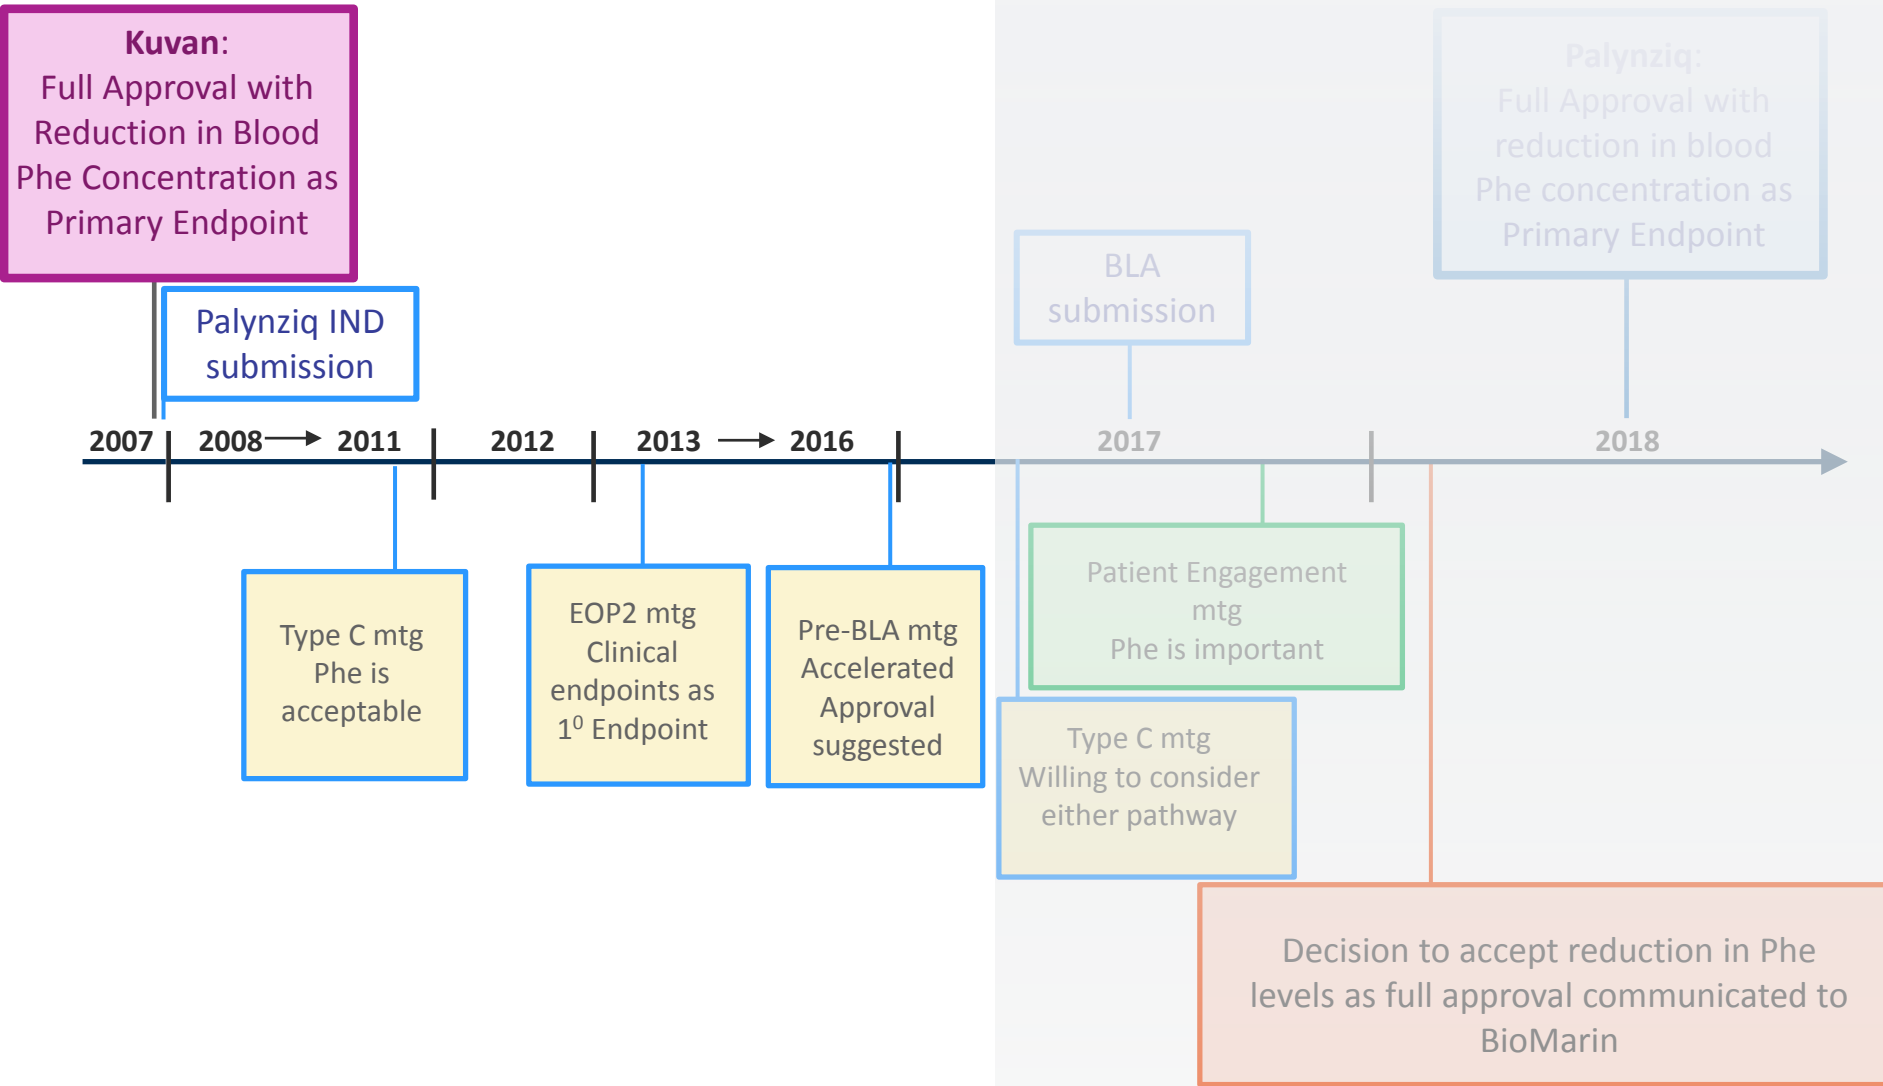 Kuvan:
Full Approval with
Reduction in Blood
Phe Concentration as
Primary Endpoint
Palynziq:
Full Approval with
reduction in blood
Phe concentration as
Primary Endpoint
BLA
submission
Palynziq IND
submission
2007 2008 2011 2012 2013 2016 2017 2018
Type C mtg
Phe is
acceptable
EOP2 mtg
Clinical
endpoints as
1⁰ Endpoint
Pre-BLA mtg
Accelerated
Approval
suggested
Patient Engagement
mtg
Phe is important
Type C mtg
Willing to consider
either pathway
Decision to accept reduction in Phe
levels as full approval communicated to
BioMarin